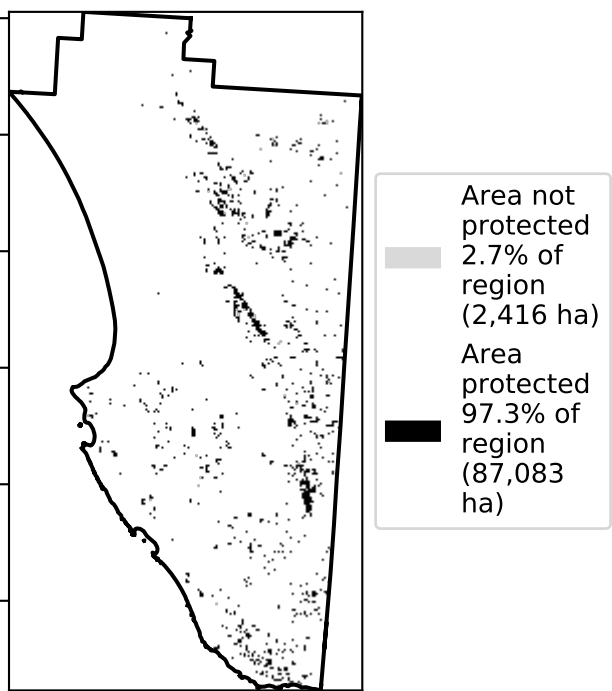 Area not
protected
2.7% of
region
(2,416 ha)
Area
protected
97.3% of
region
(87,083
ha)